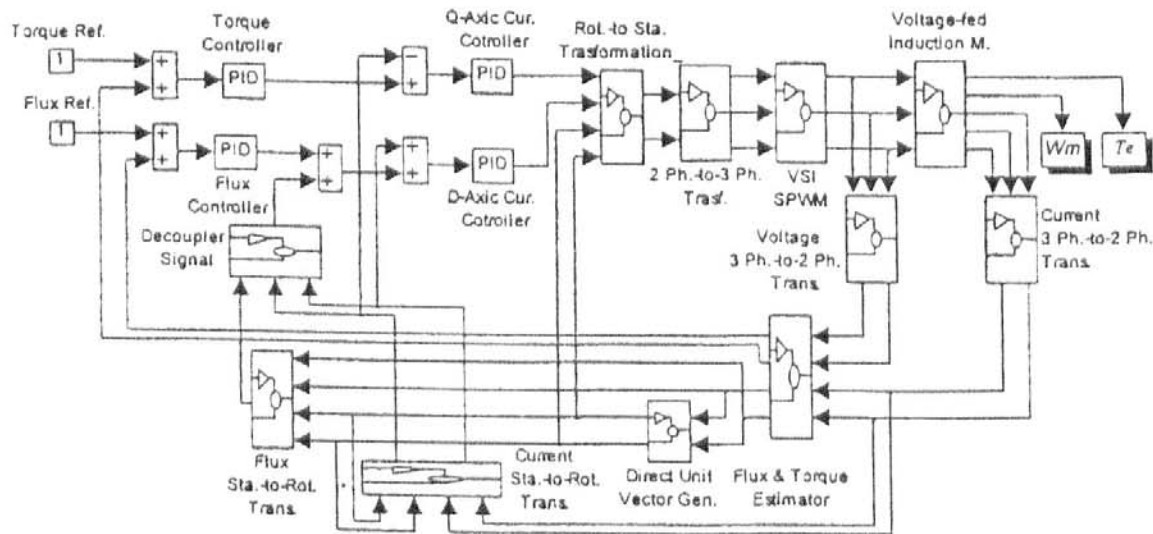 Torque Ref.
1
Flux Ref.
1
+
+
Torque
Controller
PID
+
+
PID
Flux
Controller
+
+
−
+
Q-Axic Cur.
Cotroller
PID
+
+
PID
D-Axic Cur.
Cotroller
Rot.-to Sta.
Trasformation
2 Ph.-to-3 Ph.
Trasf.
VSI
SPWM
Voltage-fed
Induction M.
Wm
Te
Decoupler
Signal
Voltage
3 Ph.-to-2 Ph.
Trans.
Current
3 Ph.-to-2 Ph.
Trans.
Flux
Sta.-to-Rot.
Trans.
Current
Sta.-to-Rot.
Trans.
Direct Unit
Vector Gen.
Flux & Torque
Estimator